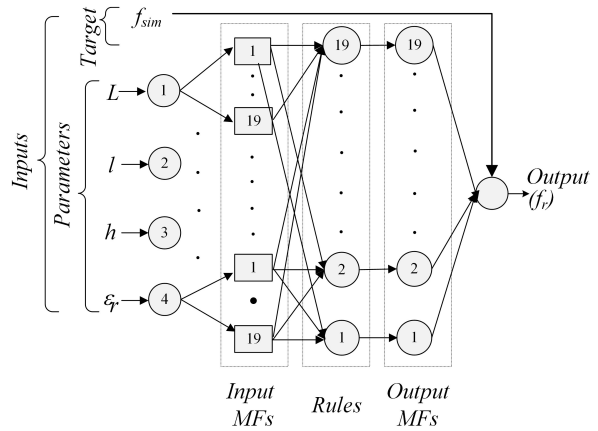 Inputs
Target
f_sim
Parameters
L
l
h
ε_r
1
2
3
4
1
19
1
19
19
2
1
19
2
1
Output
(f_r)
Input
MFs
Rules
Output
MFs